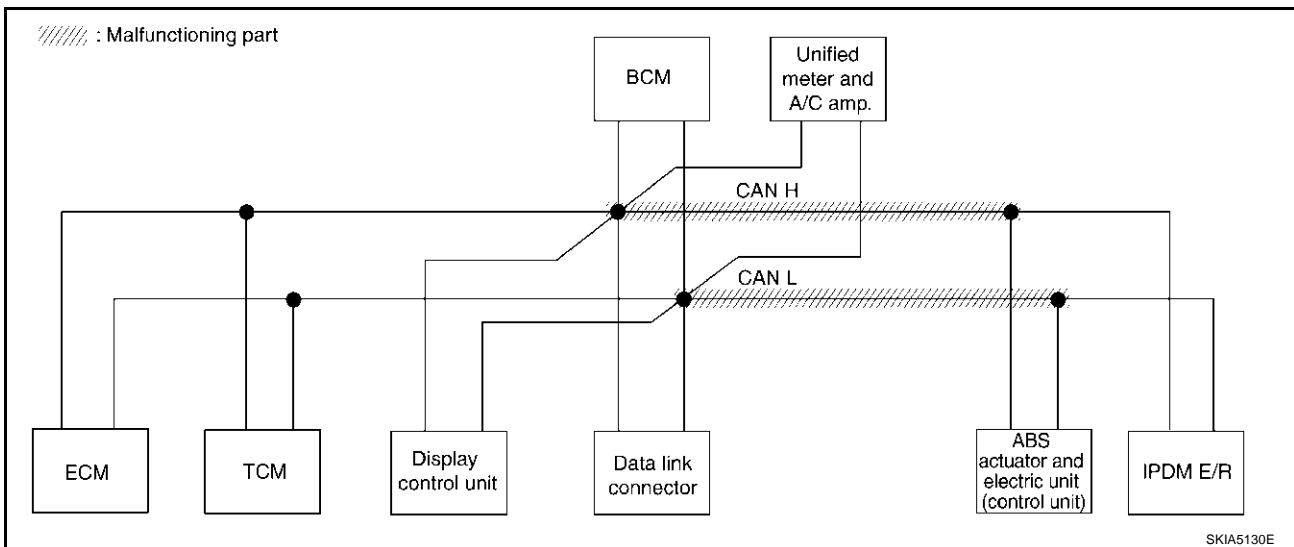 : Malfunctioning part
BCM
Unified
meter and
A/C amp.
CAN H
CAN L
ECM
TCM
Display
control unit
Data link
connector
ABS
actuator and
electric unit
(control unit)
IPDM E/R
SKIA5130E